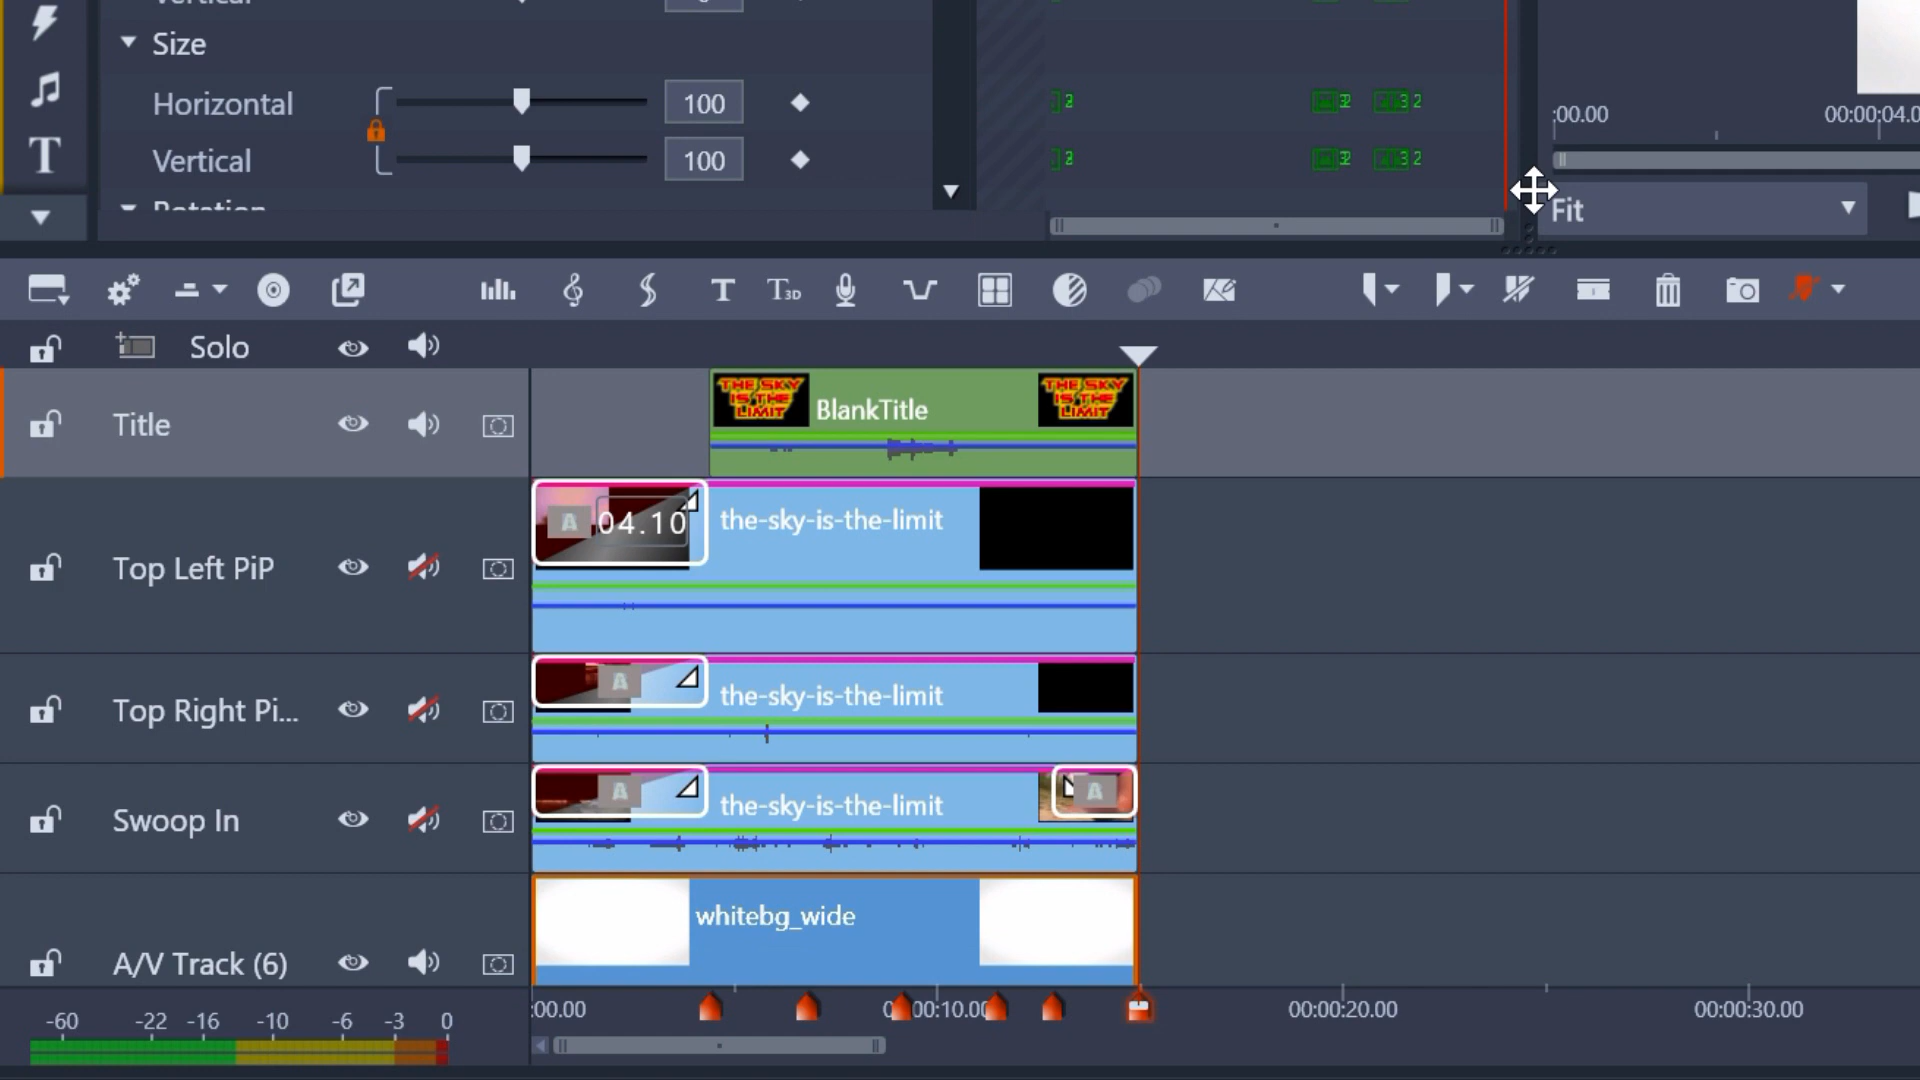 Vertical
Size
Horizontal 100
Vertical 100
Rotation
:00.00 00:00:04.0
Fit
T T3D
Solo
Title
THE SKY IS THE LIMIT BlankTitle THE SKY IS THE LIMIT
Top Left PiP
A 04.10 the-sky-is-the-limit
Top Right Pi...
A the-sky-is-the-limit
Swoop In
A the-sky-is-the-limit A
A/V Track (6)
whitebg_wide
:00.00 00:00:20.00 00:00:30.00
-60 -22 -16 -10 -6 -3 0